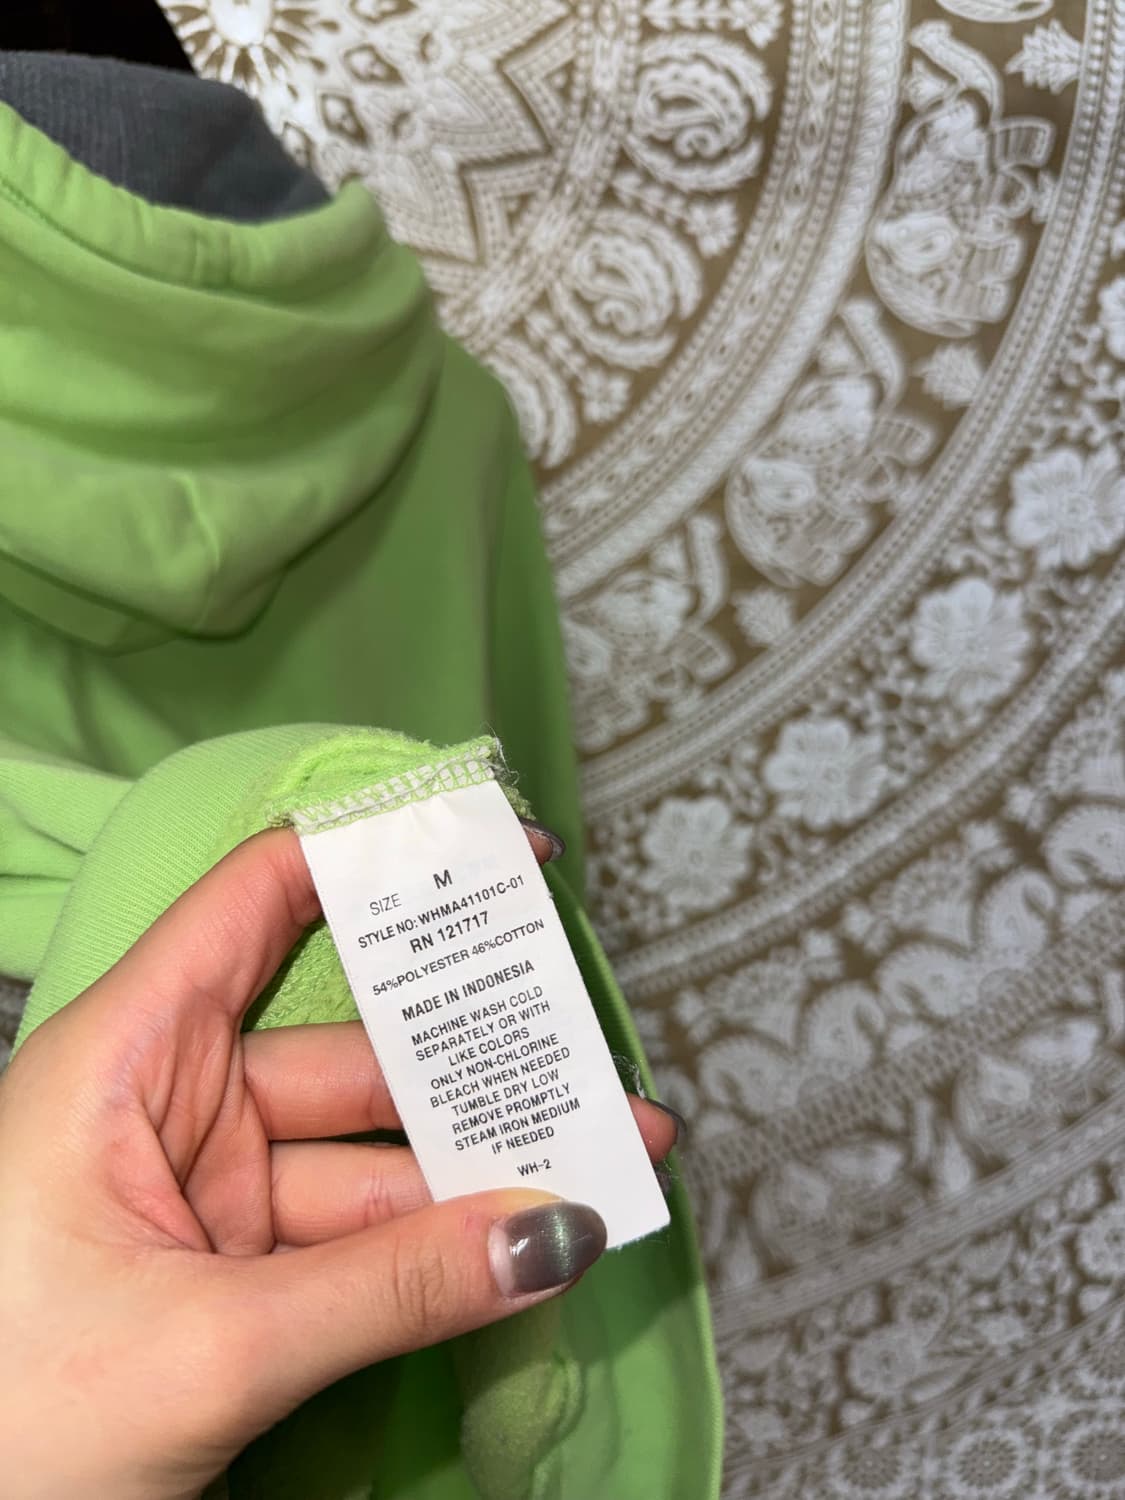 SIZE M
STYLE NO: WHMA41101C-01
RN 121717
54%POLYESTER 46%COTTON
MADE IN INDONESIA
MACHINE WASH COLD
SEPARATELY OR WITH
LIKE COLORS
ONLY NON-CHLORINE
BLEACH WHEN NEEDED
TUMBLE DRY LOW
REMOVE PROMPTLY
STEAM IRON MEDIUM
IF NEEDED
WH-2